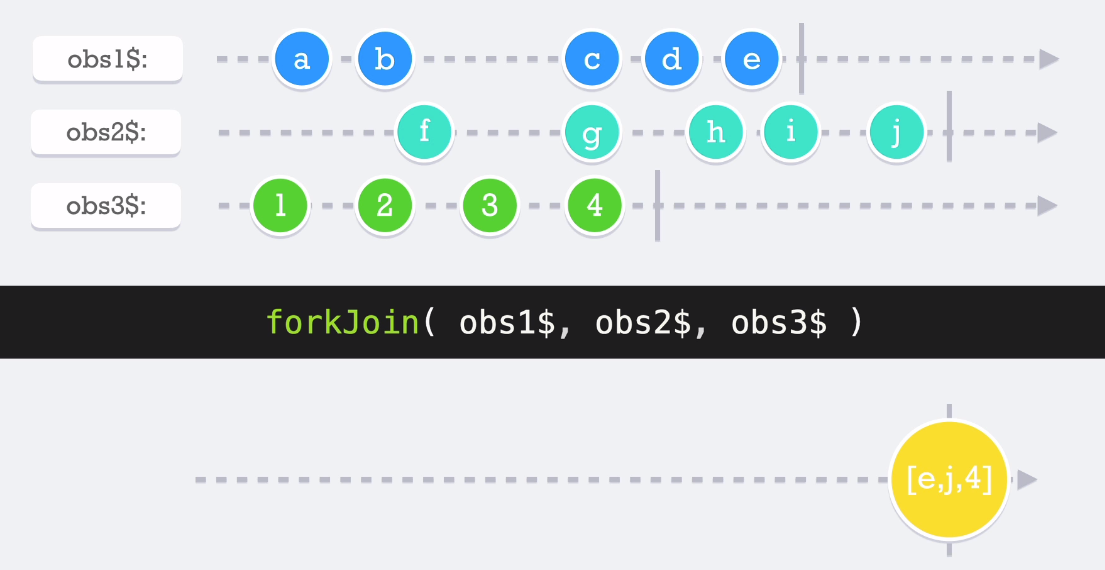 obs1$: a b c d e
obs2$: f g h i j
obs3$: 1 2 3 4
forkJoin( obs1$, obs2$, obs3$ )
[e,j,4]